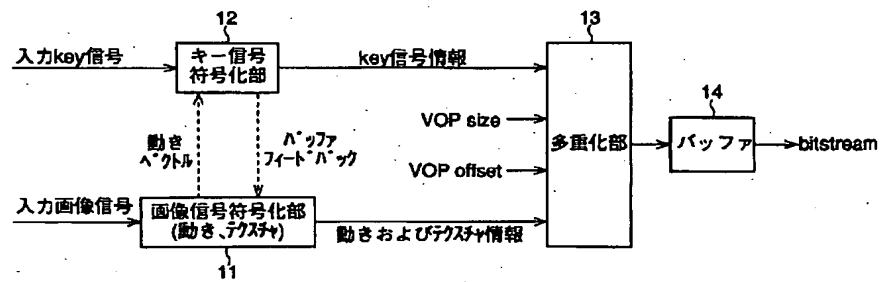 12
13
入力key信号
キー信号
符号化部
key信号情報
14
動き
ベクトル
バッファ
フィードバック
VOP size
多重化部
バッファ
bitstream
VOP offset
入力画像信号
画像信号符号化部
(動き、テクスチャ)
動きおよびテクスチャ情報
11